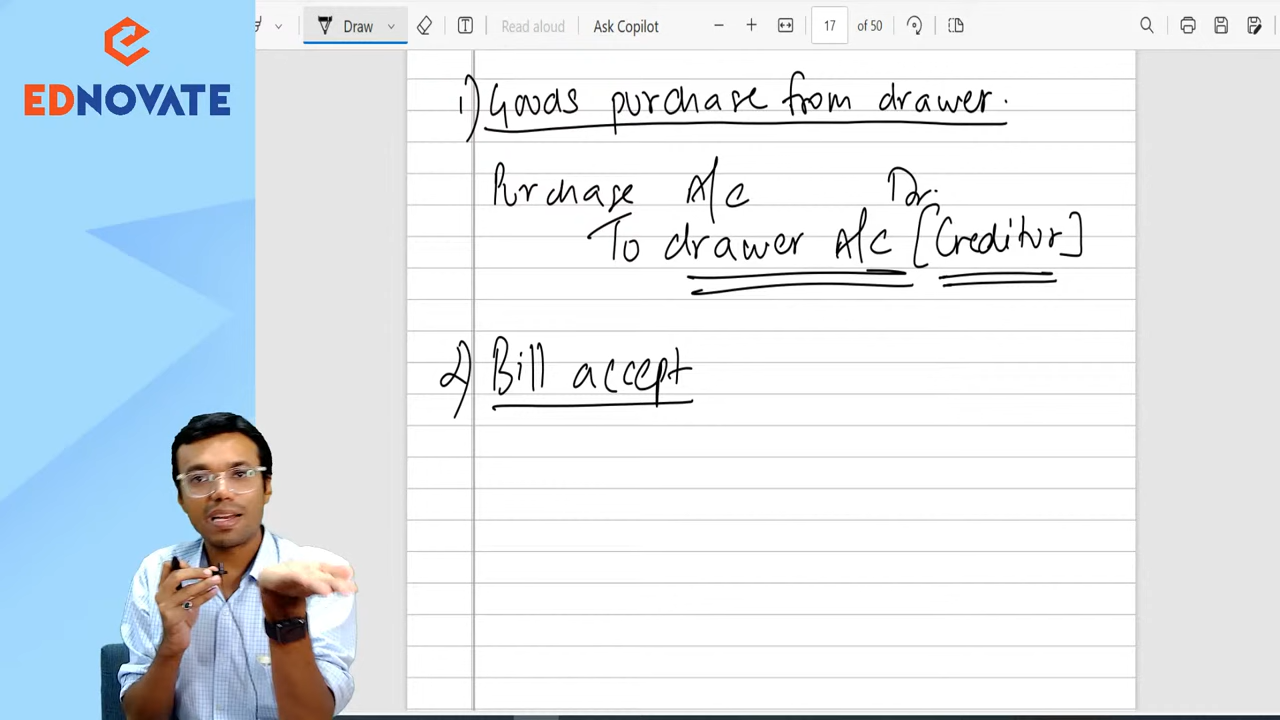 EDNOVATE
Draw
Read aloud
Ask Copilot
17 of 50
1) Goods purchase from drawer.
Purchase A/c Dr.
To drawer A/c [Creditor]
2) Bill accept